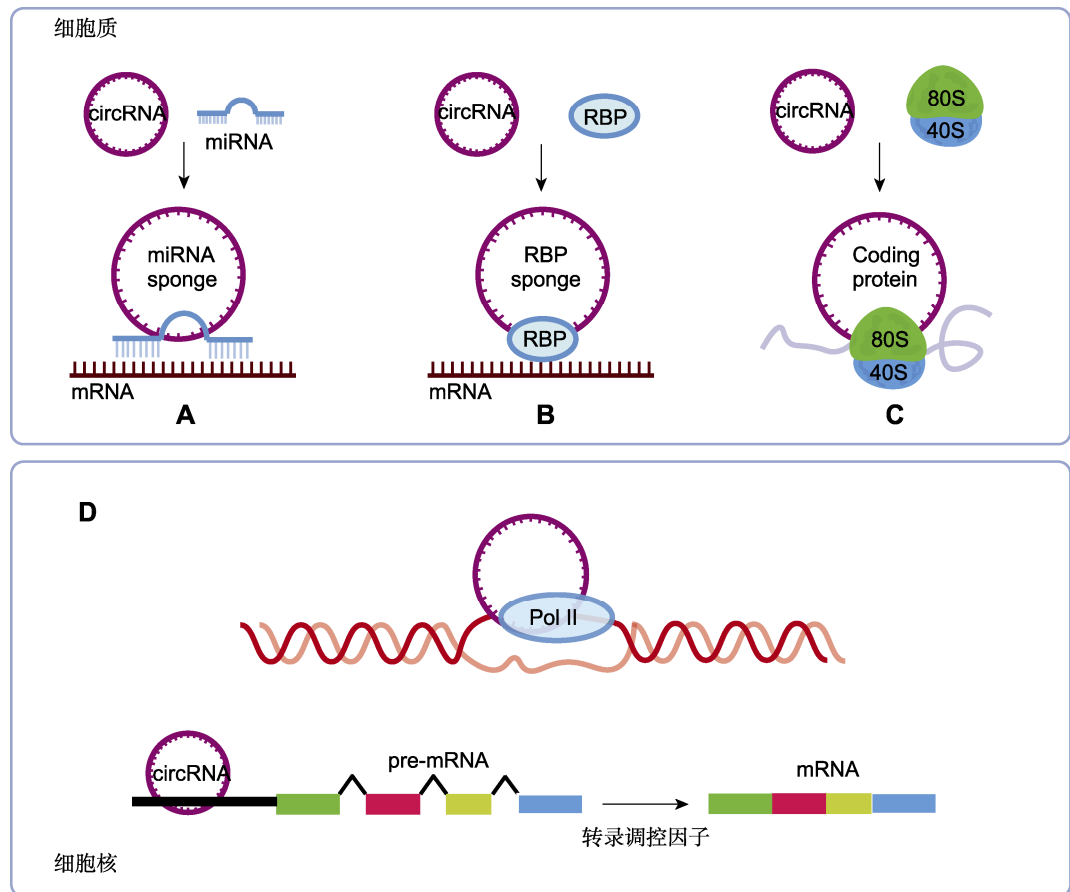 细胞质
circRNA
miRNA
miRNA
sponge
mRNA
A
circRNA
RBP
RBP
sponge
RBP
mRNA
B
circRNA
80S
40S
Coding
protein
80S
40S
C
D
Pol II
circRNA
pre-mRNA
转录调控因子
mRNA
细胞核